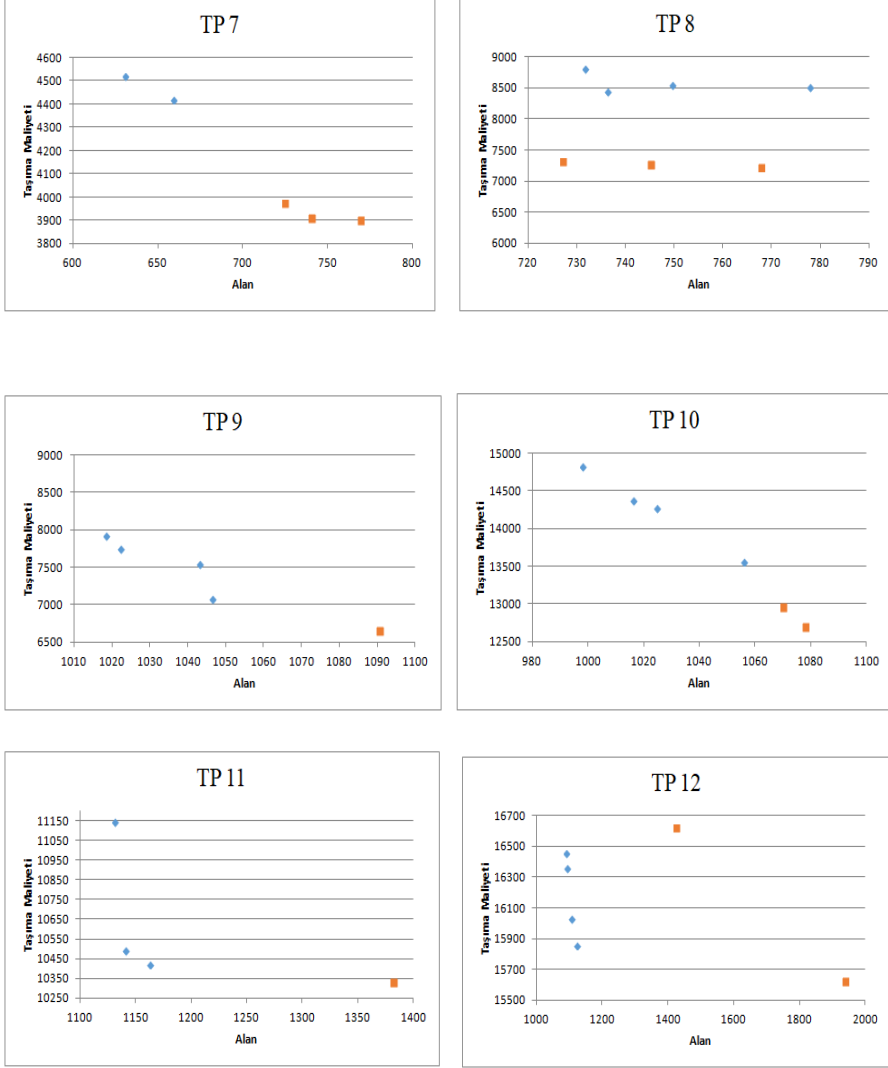 TP 7
4600
4500
4400
4300
4200
4100
4000
3900
3800
Taşıma Maliyeti
600 650 700 750 800
Alan
TP 8
9000
8500
8000
7500
7000
6500
6000
Taşıma Maliyeti
720 730 740 750 760 770 780 790
Alan
TP 9
9000
8500
8000
7500
7000
6500
Taşıma Maliyeti
1010 1020 1030 1040 1050 1060 1070 1080 1090 1100
Alan
TP 10
15000
14500
14000
13500
13000
12500
Taşıma Maliyeti
980 1000 1020 1040 1060 1080 1100
Alan
TP 11
11150
11050
10950
10850
10750
10650
10550
10450
10350
10250
Taşıma Maliyeti
1100 1150 1200 1250 1300 1350 1400
Alan
TP 12
16700
16500
16300
16100
15900
15700
15500
Taşıma Maliyeti
1000 1200 1400 1600 1800 2000
Alan